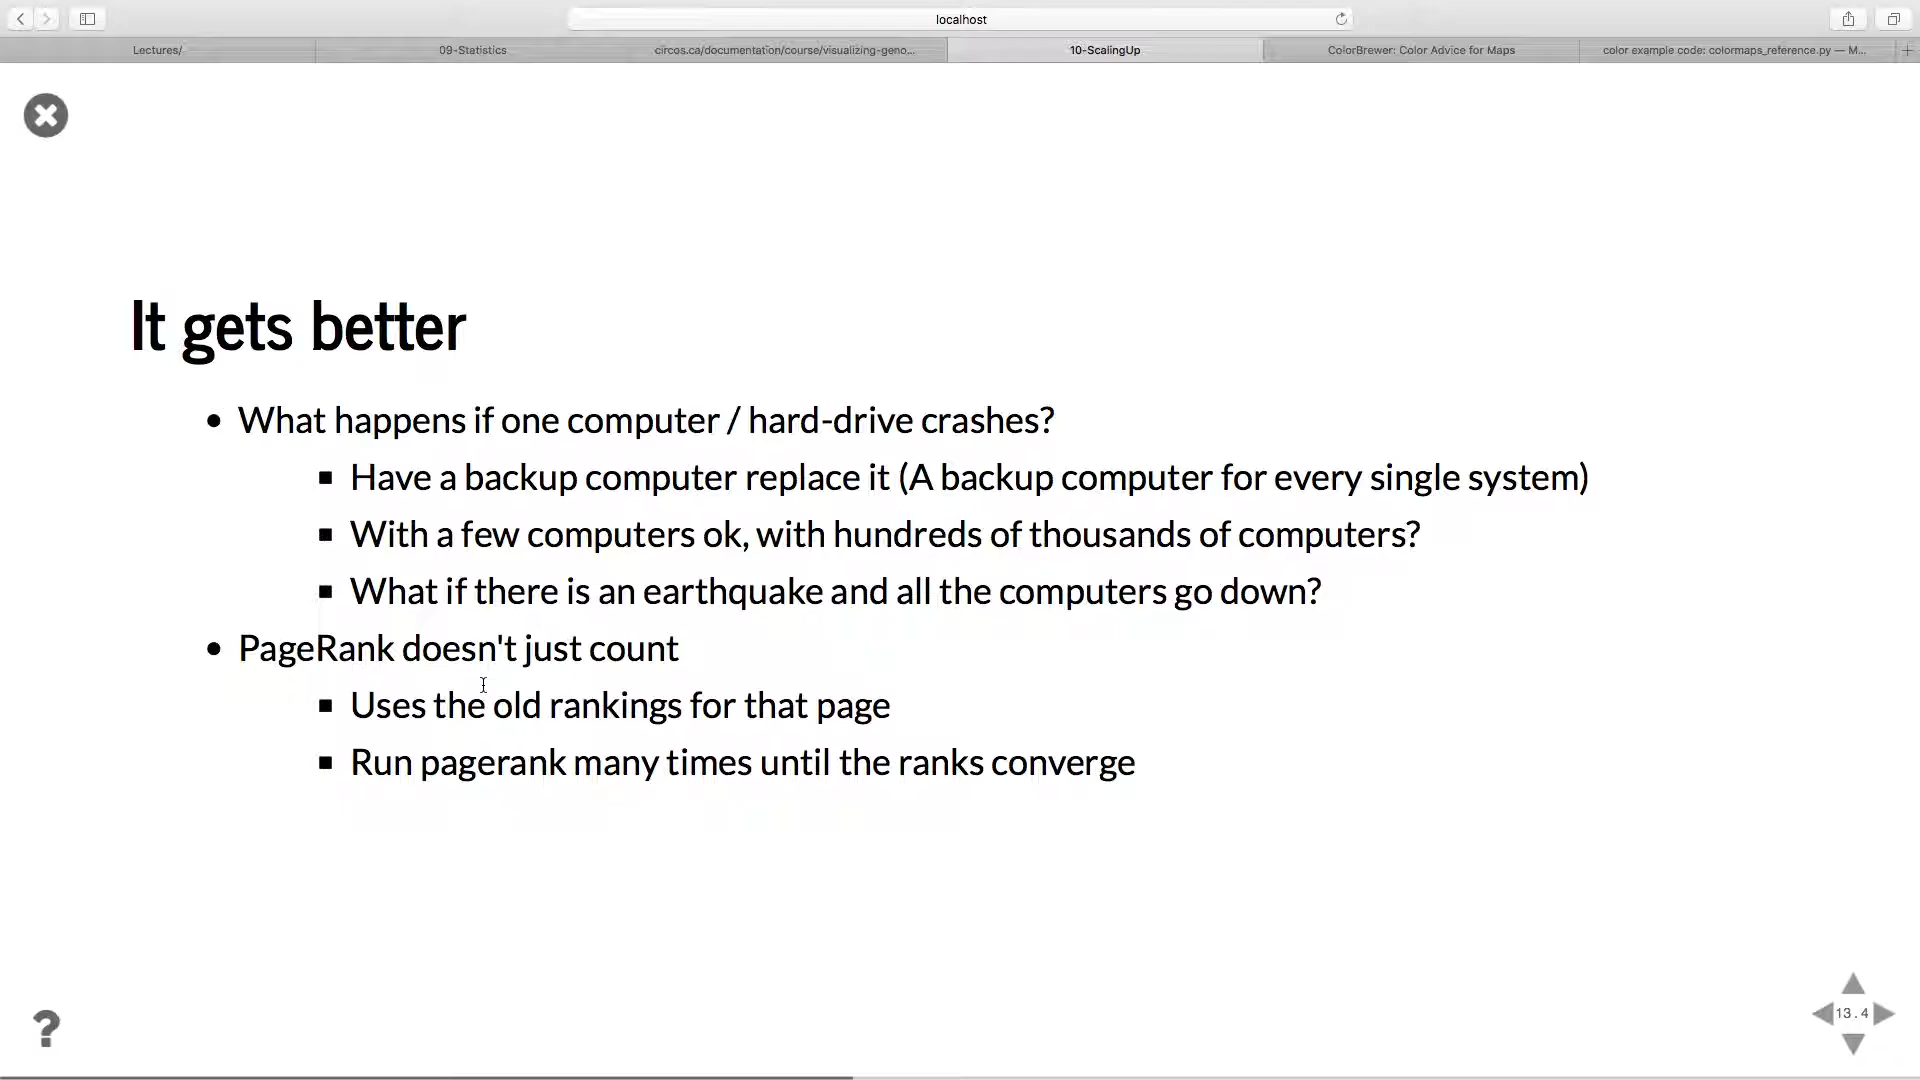 localhost
Lectures/
09-Statistics
circos.ca/documentation/course/visualizing-geno...
10-ScalingUp
ColorBrewer: Color Advice for Maps
color example code: colormaps_reference.py — M...
It gets better
What happens if one computer / hard-drive crashes?
Have a backup computer replace it (A backup computer for every single system)
With a few computers ok, with hundreds of thousands of computers?
What if there is an earthquake and all the computers go down?
PageRank doesn't just count
Uses the old rankings for that page
Run pagerank many times until the ranks converge
?
13.4